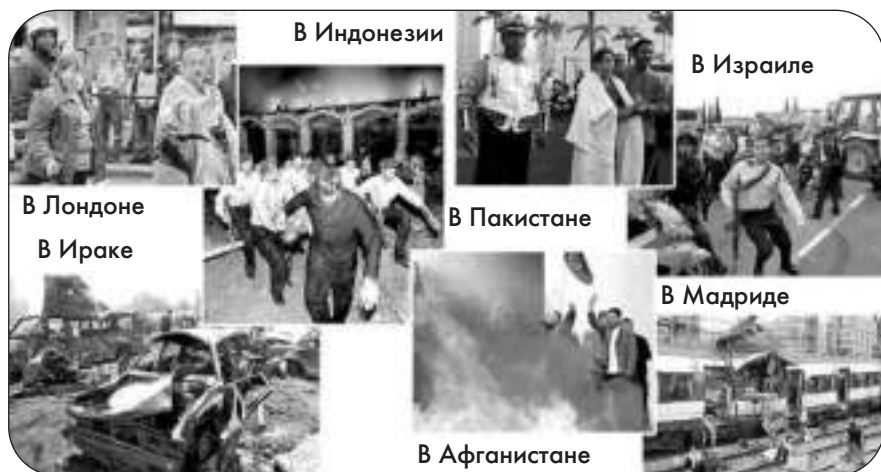 В Индонезии
В Израиле
В Лондоне
В Пакистане
В Ираке
В Мадриде
В Афганистане